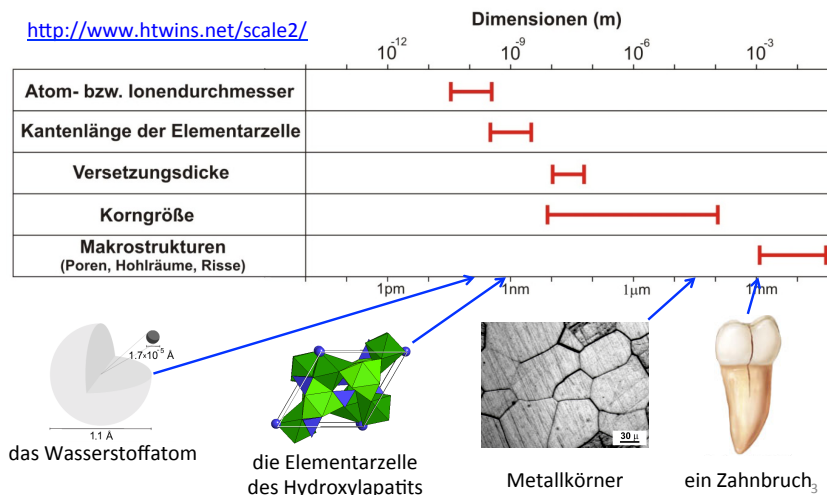 http://www.htwins.net/scale2/
Dimensionen (m)
10⁻¹² 10⁻⁹ 10⁻⁶ 10⁻³
Atom- bzw. Ionendurchmesser
Kantenlänge der Elementarzelle
Versetzungsdicke
Korngröße
Makrostrukturen
(Poren, Hohlräume, Risse)
1pm 1nm 1μm 1mm
1.7×10⁻⁵ Å
1.1 Å
30 μ
das Wasserstoffatom
die Elementarzelle
des Hydroxylapatits
Metallkörner
ein Zahnbruch
3